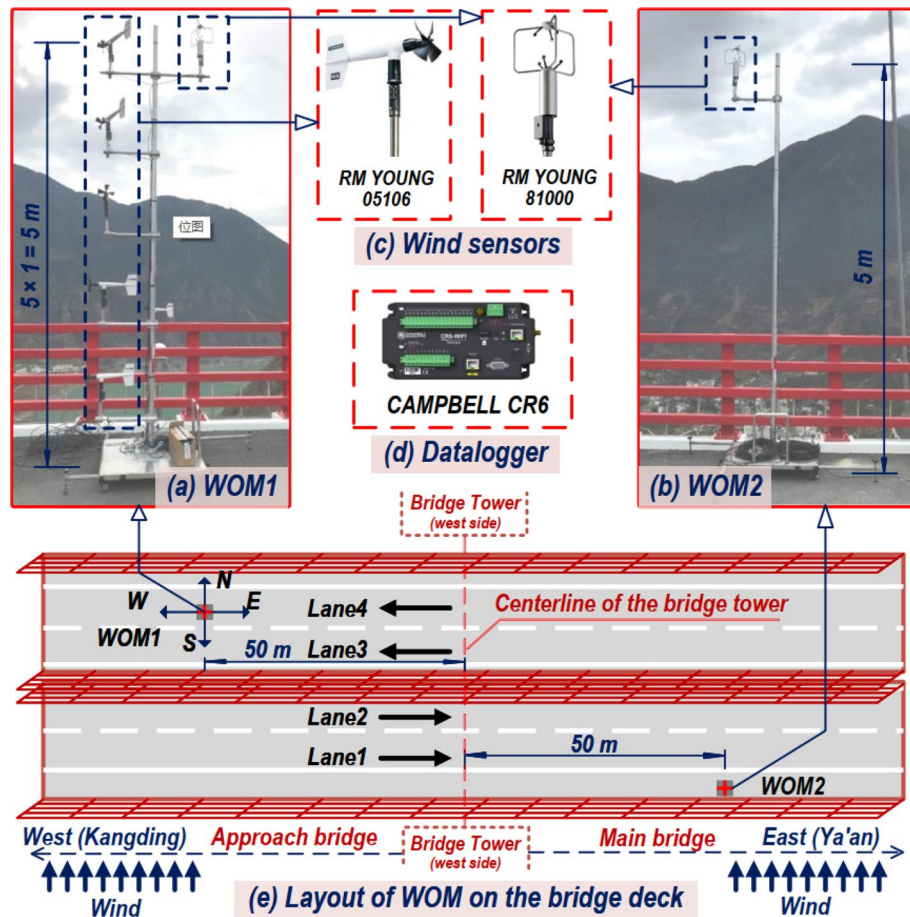 5 × 1 = 5 m
位图
(a) WOM1
RM YOUNG
05106
RM YOUNG
81000
(c) Wind sensors
CR6-WIFI
CAMPBELL CR6
(d) Datalogger
5 m
(b) WOM2
Bridge Tower
(west side)
N
W
E
S
WOM1
50 m
Lane4
Lane3
Centerline of the bridge tower
Lane2
Lane1
50 m
WOM2
West (Kangding)
Approach bridge
Bridge Tower
(west side)
Main bridge
East (Ya'an)
Wind
(e) Layout of WOM on the bridge deck
Wind